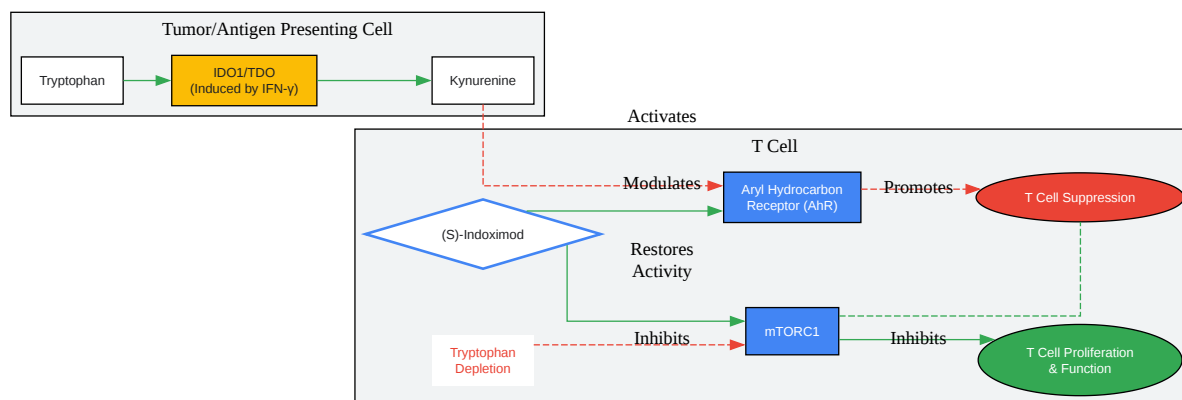 Tumor/Antigen Presenting Cell
Tryptophan
IDO1/TDO
(Induced by IFN-γ)
Kynurenine
Activates
T Cell
Modulates
Aryl Hydrocarbon
Receptor (AhR)
Promotes
T Cell Suppression
(S)-Indoximod
Restores
Activity
Tryptophan
Depletion
Inhibits
mTORC1
Inhibits
T Cell Proliferation
& Function